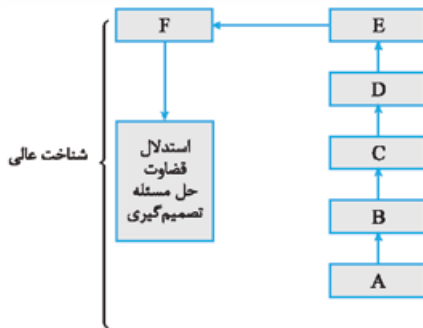 F
E
D
شناخت عالی
استدلال
قضاوت
حل مسئله
تصمیم‌گیری
C
B
A